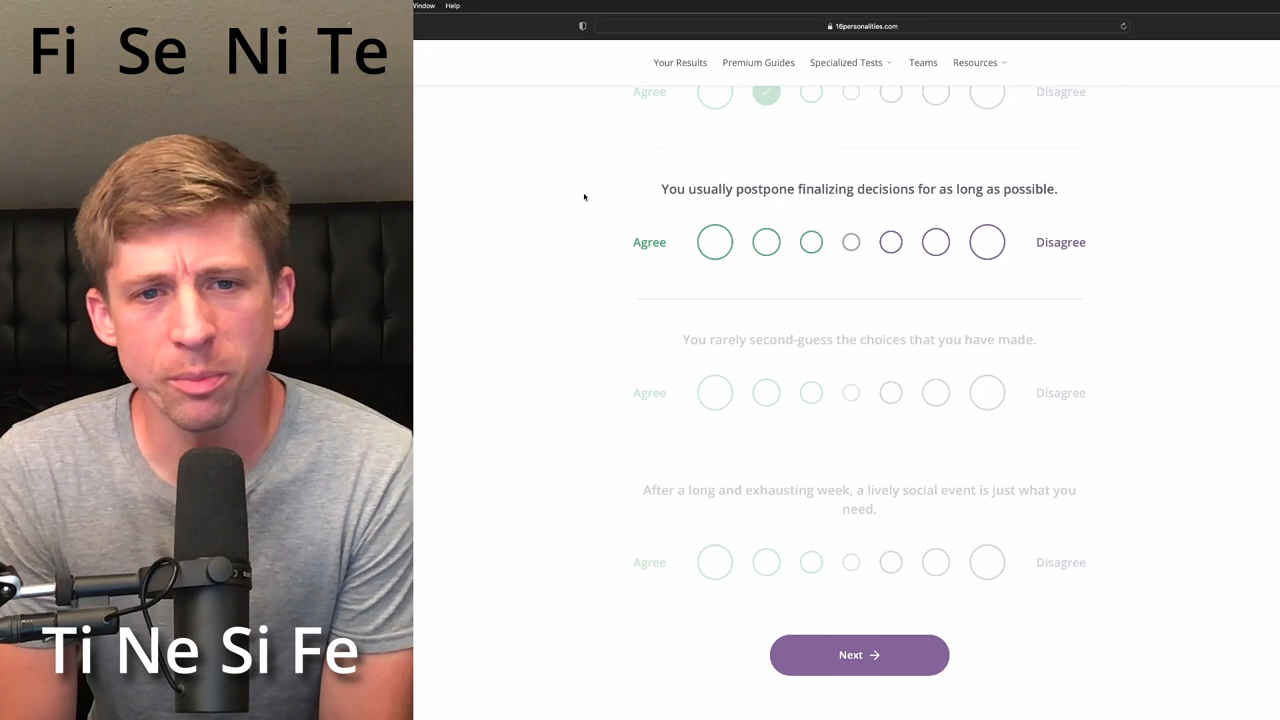 Fi Se Ni Te
Ti Ne Si Fe
Window Help
16personalities.com
Your Results Premium Guides Specialized Tests Teams Resources
Agree Disagree
You usually postpone finalizing decisions for as long as possible.
Agree Disagree
You rarely second-guess the choices that you have made.
Agree Disagree
After a long and exhausting week, a lively social event is just what you
need.
Agree Disagree
Next